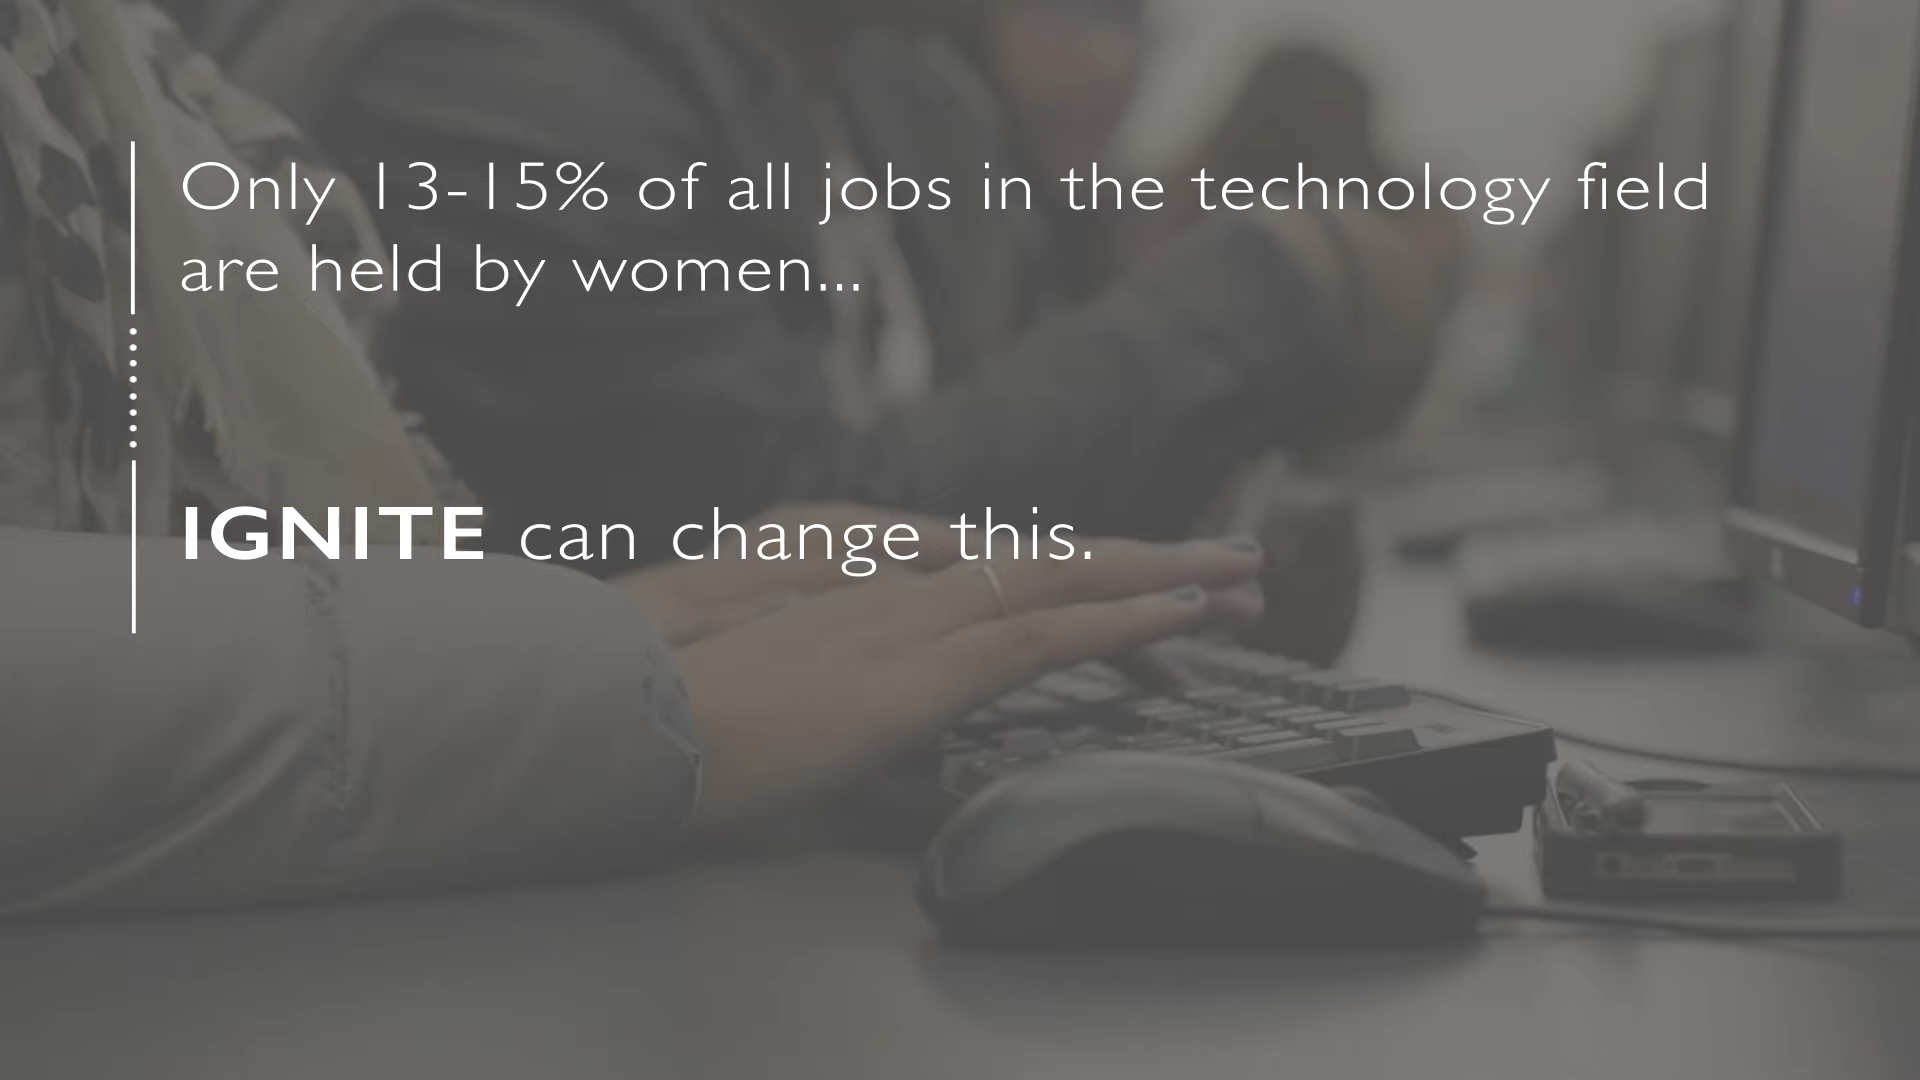 Only 13-15% of all jobs in the technology field
are held by women...
IGNITE can change this.